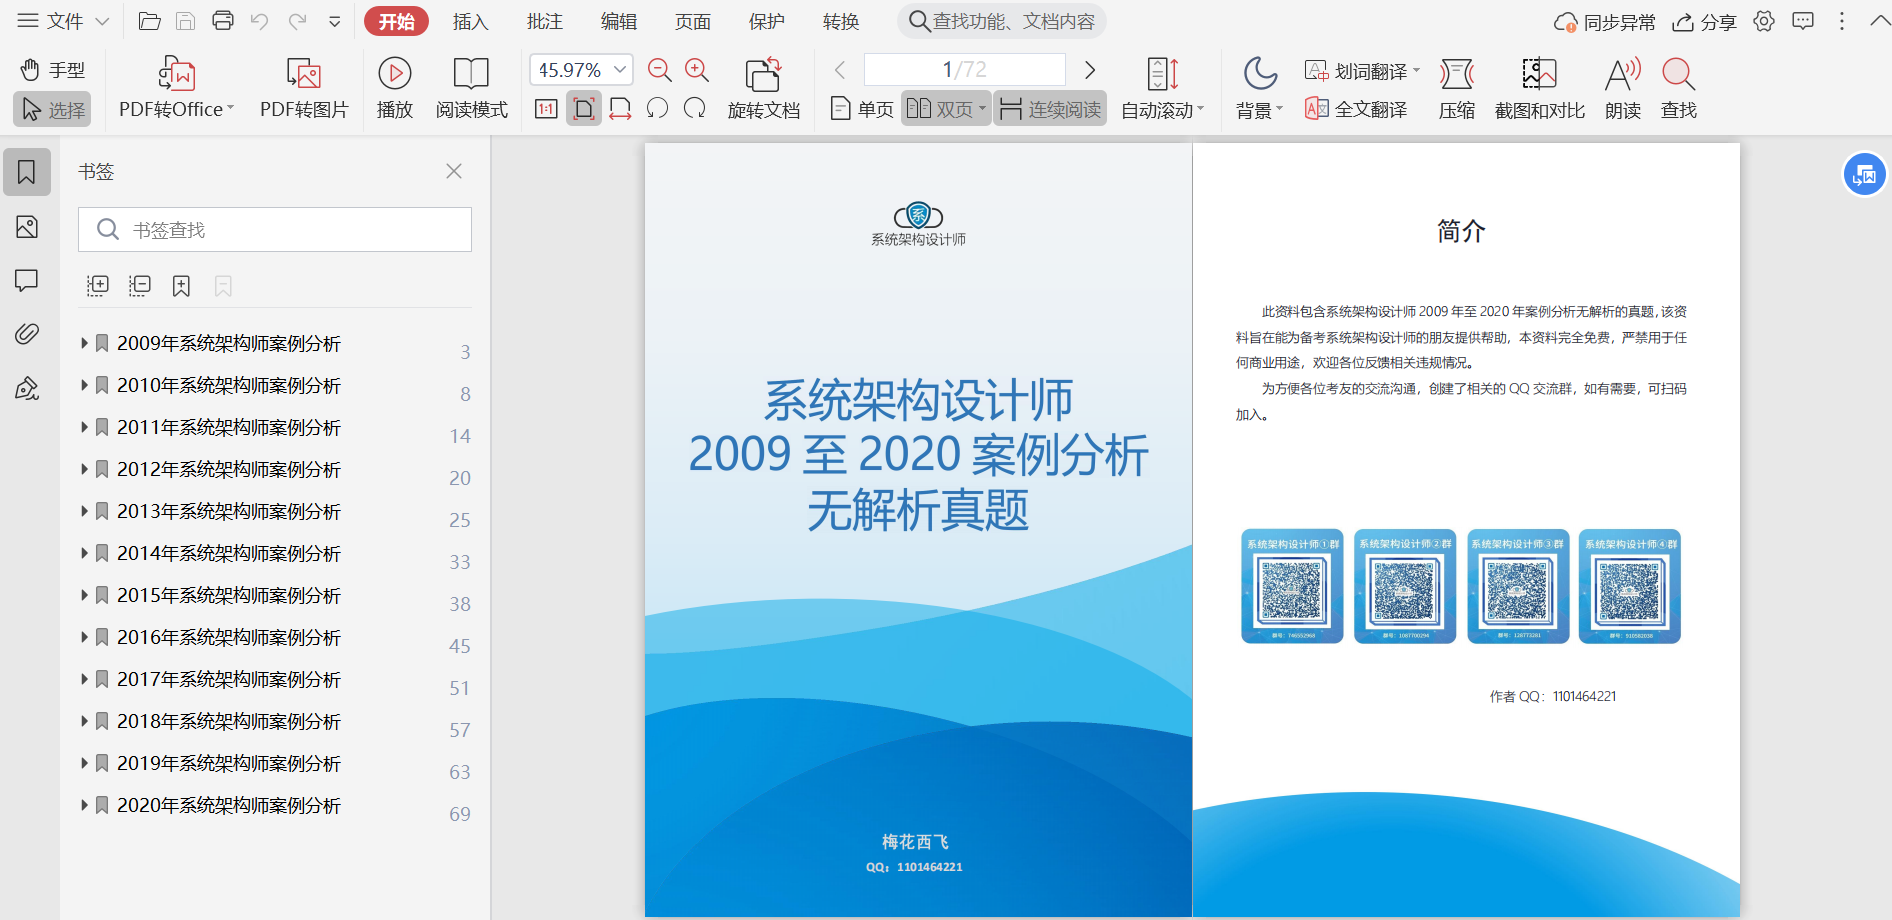 文件
开始
插入
批注
编辑
页面
保护
转换
查找功能、文档内容
同步异常
分享
手型
选择
PDF转Office
PDF转图片
播放
阅读模式
45.97%
1:1
旋转文档
1/72
单页
双页
连续阅读
自动滚动
背景
划词翻译
全文翻译
压缩
截图和对比
朗读
查找
书签
书签查找
2009年系统架构师案例分析 3
2010年系统架构师案例分析 8
2011年系统架构师案例分析 14
2012年系统架构师案例分析 20
2013年系统架构师案例分析 25
2014年系统架构师案例分析 33
2015年系统架构师案例分析 38
2016年系统架构师案例分析 45
2017年系统架构师案例分析 51
2018年系统架构师案例分析 57
2019年系统架构师案例分析 63
2020年系统架构师案例分析 69
系
系统架构设计师
系统架构设计师
2009 至 2020 案例分析
无解析真题
梅花西飞
QQ：1101464221
简介
此资料包含系统架构设计师 2009 年至 2020 年案例分析无解析的真题，该资
料旨在能为备考系统架构设计师的朋友提供帮助，本资料完全免费，严禁用于任
何商业用途，欢迎各位反馈相关违规情况。
为方便各位考友的交流沟通，创建了相关的 QQ 交流群，如有需要，可扫码
加入。
系统架构设计师①群
系统架构设计师②群
系统架构设计师③群
系统架构设计师④群
群号：746552968
群号：1087700294
群号：128773281
群号：910582038
作者 QQ：1101464221